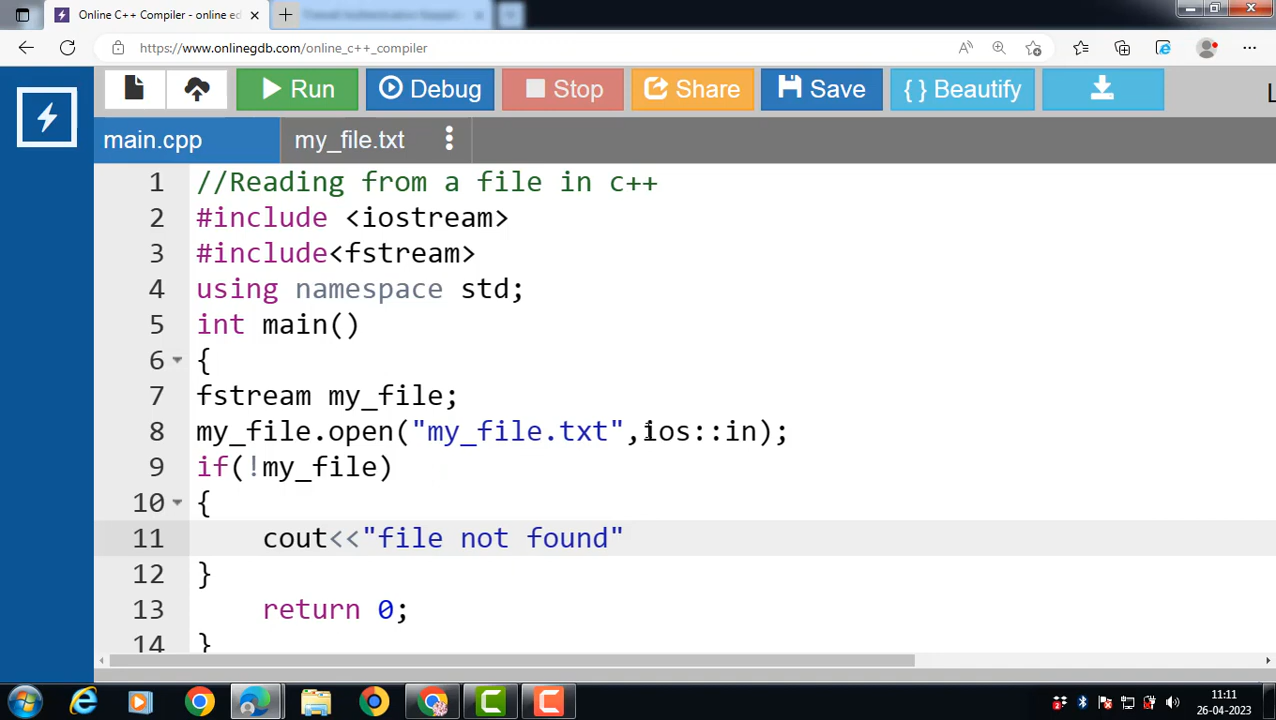 Online C++ Compiler - online ed
https://www.onlinegdb.com/online_c++_compiler
Run
Debug
Stop
Share
Save
{ } Beautify
main.cpp
my_file.txt
1 //Reading from a file in c++
2 #include <iostream>
3 #include<fstream>
4 using namespace std;
5 int main()
6 {
7 fstream my_file;
8 my_file.open("my_file.txt",ios::in);
9 if(!my_file)
10 {
11 cout<<"file not found"
12 }
13 return 0;
14 }
11:11
26-04-2023